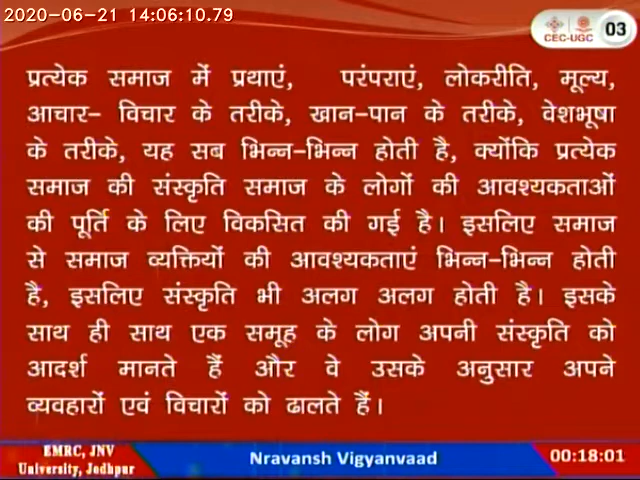 2020-06-21 14:06:10.79
CEC-UGC
03
प्रत्येक समाज में प्रथाएं, परंपराएं, लोकरीति, मूल्य,
आचार- विचार के तरीके, खान-पान के तरीके, वेशभूषा
के तरीके, यह सब भिन्न-भिन्न होती है, क्योंकि प्रत्येक
समाज की संस्कृति समाज के लोगों की आवश्यकताओं
की पूर्ति के लिए विकसित की गई है। इसलिए समाज
से समाज व्यक्तियों की आवश्यकताएं भिन्न-भिन्न होती
है, इसलिए संस्कृति भी अलग अलग होती है। इसके
साथ ही साथ एक समूह के लोग अपनी संस्कृति को
आदर्श मानते हैं और वे उसके अनुसार अपने
व्यवहारों एवं विचारों को ढालते हैं।
EMRC, JNV
University, Jodhpur
Nravansh Vigyanvaad
00:18:01